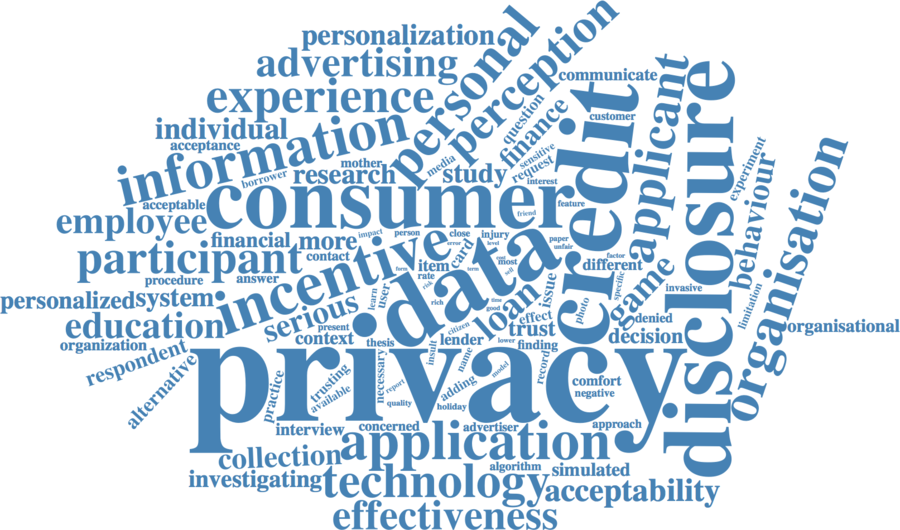 personalization
advertising
experience
individual
acceptance
information
borrower
mother
research
personal
perception
media
study
question
finance
sensitive
request
interest
communicate
customer
credit
applicant
disclosure
experiment
behaviour
organisation
limitation
organisational
acceptable
employee
consumer
friend
feature
financial
more
impact
person
close
injury
paper
unfair
error
level
participant
contact
incentive
item
card
cost
most
sell
different
factor
procedure
answer
form
rate
risk
term
data
issue
specific
game
invasive
personalized
system
serious
learn
user
rich
time
good
loan
photo
education
present
citizen
effect
trust
denied
decision
organization
context
thesis
lender
lower
finding
respondent
alternative
privacy
trusting
available
necessary
report
insult
name
model
record
practice
quality
adding
holiday
comfort
negative
interview
concerned
advertiser
approach
application
collection
investigating
technology
algorithm
simulated
acceptability
effectiveness